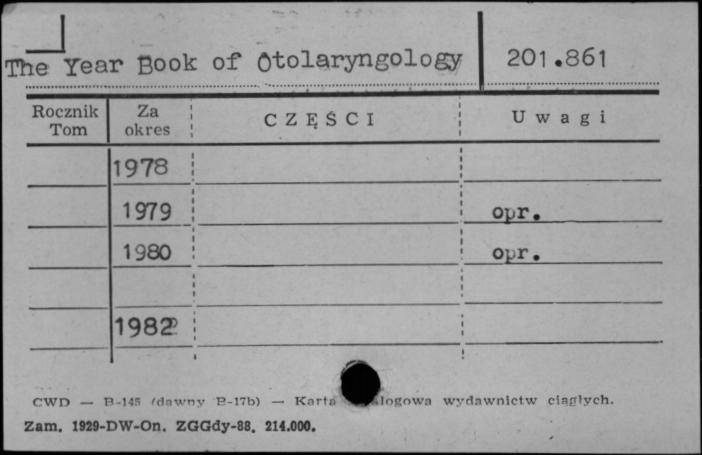 The Year Book of Otolaryngology 201.861
Rocznik Tom Za okres CZĘŚCI Uwagi
1978
1979 opr.
1980 opr.
1982
CWD — B-145 (dawny B-17b) — Karta logowa wydawnictw ciągłych.
Zam. 1929-DW-On. ZGGdy-88. 214.000.